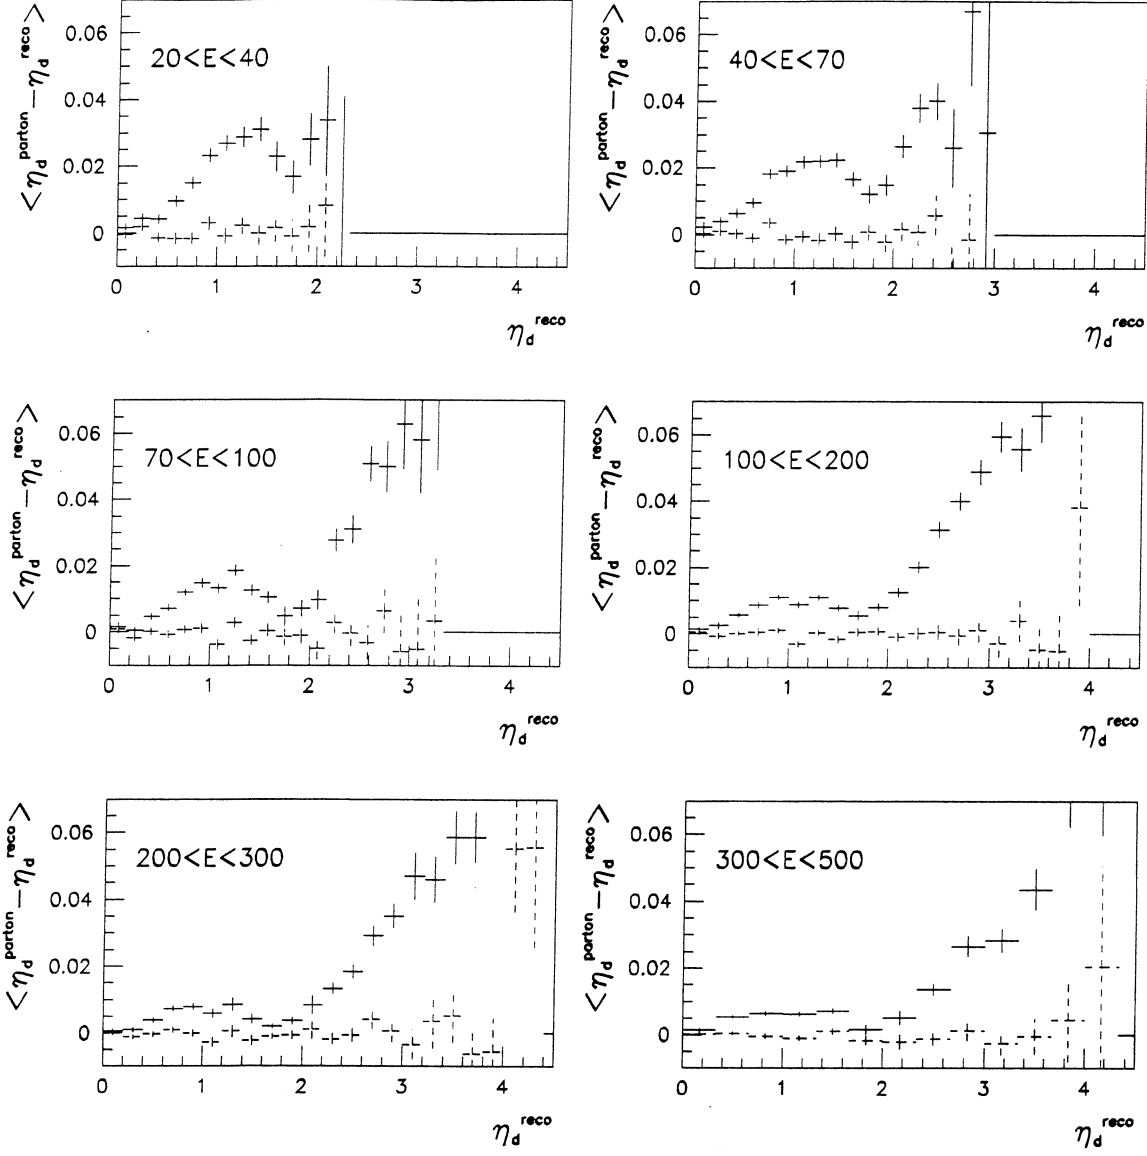 <η_d^parton − η_d^reco>
0.06
20<E<40
0.04
0.02
0
0 1 2 3 4
η_d^reco
<η_d^parton − η_d^reco>
0.06
40<E<70
0.04
0.02
0
0 1 2 3 4
η_d^reco
<η_d^parton − η_d^reco>
0.06
70<E<100
0.04
0.02
0
0 1 2 3 4
η_d^reco
<η_d^parton − η_d^reco>
0.06
100<E<200
0.04
0.02
0
0 1 2 3 4
η_d^reco
<η_d^parton − η_d^reco>
0.06
200<E<300
0.04
0.02
0
0 1 2 3 4
η_d^reco
<η_d^parton − η_d^reco>
0.06
300<E<500
0.04
0.02
0
0 1 2 3 4
η_d^reco